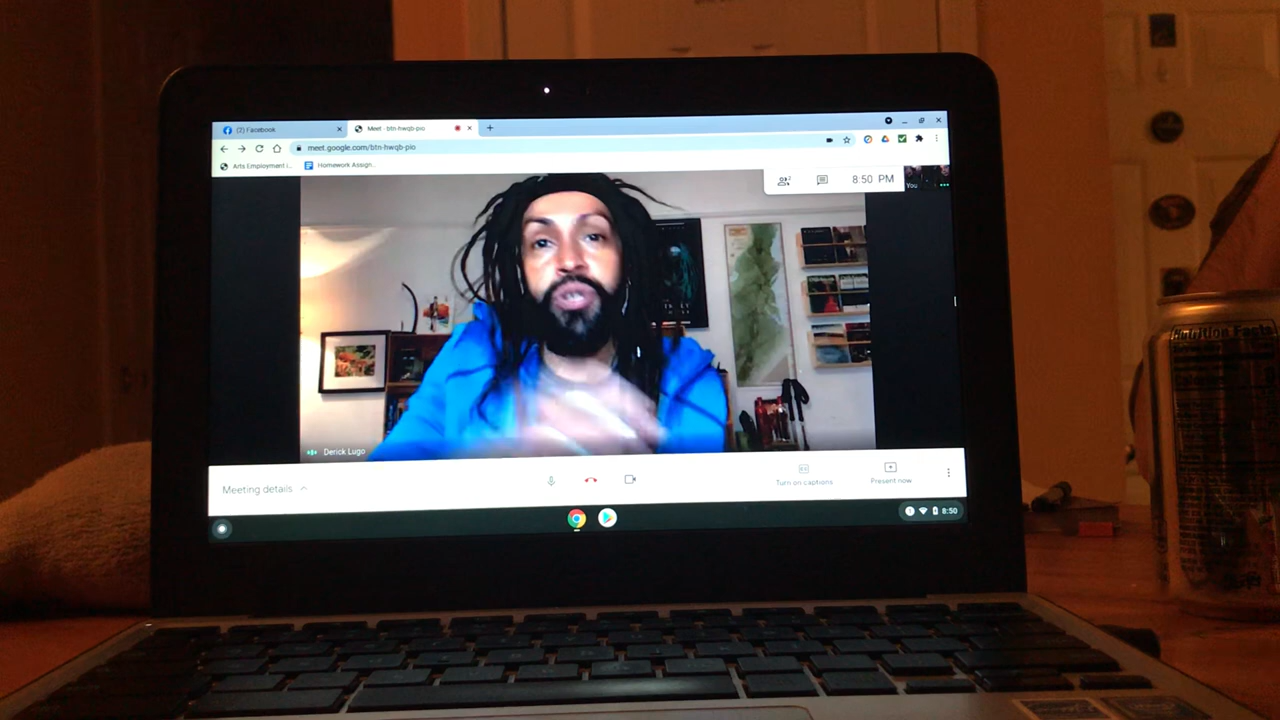 (2) Facebook
Meet - btn-hwqb-pio
meet.google.com/btn-hwqb-pio
Arts Employment i...
Homework Assign...
2
8:50 PM
You
Derick Lugo
Meeting details
Turn on captions
Present now
8:50
Nutrition Facts